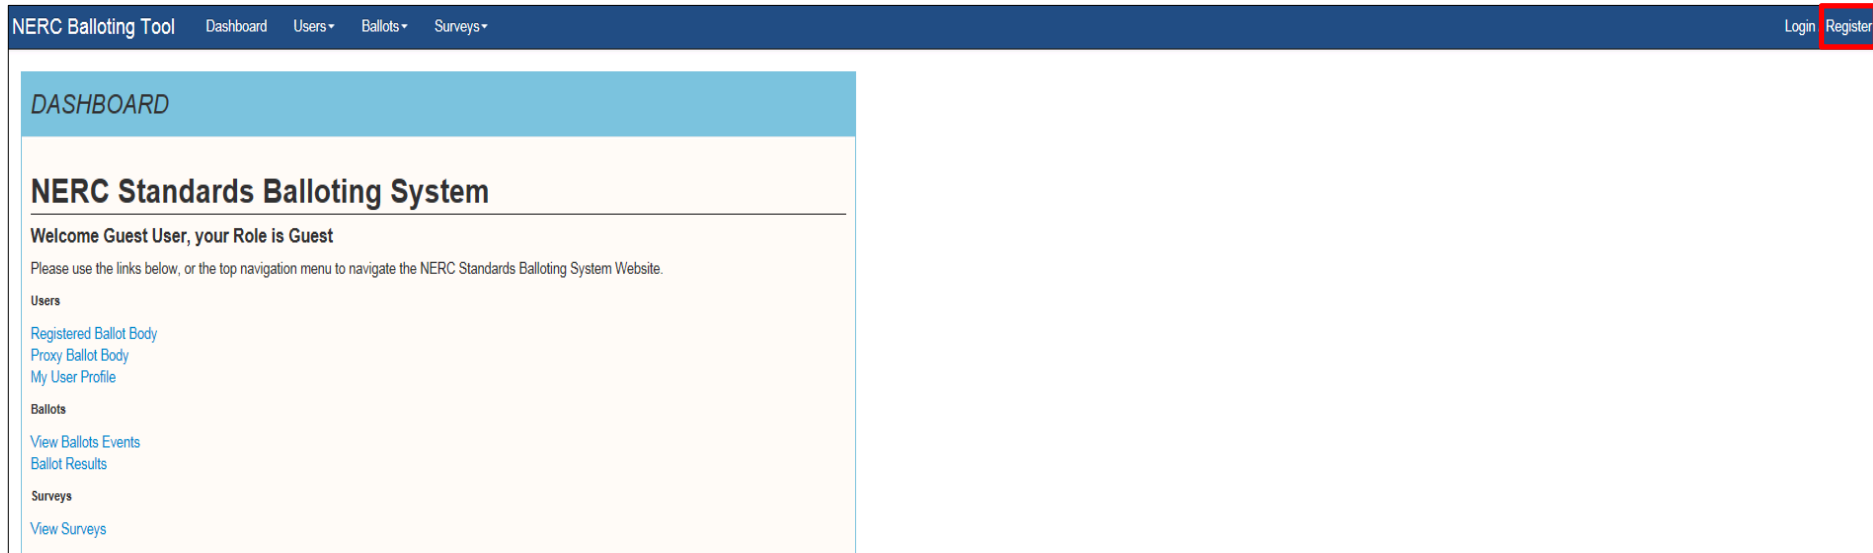 NERC Balloting Tool Dashboard Users Ballots Surveys Login Register
DASHBOARD
NERC Standards Balloting System
Welcome Guest User, your Role is Guest
Please use the links below, or the top navigation menu to navigate the NERC Standards Balloting System Website.
Users
Registered Ballot Body
Proxy Ballot Body
My User Profile
Ballots
View Ballots Events
Ballot Results
Surveys
View Surveys